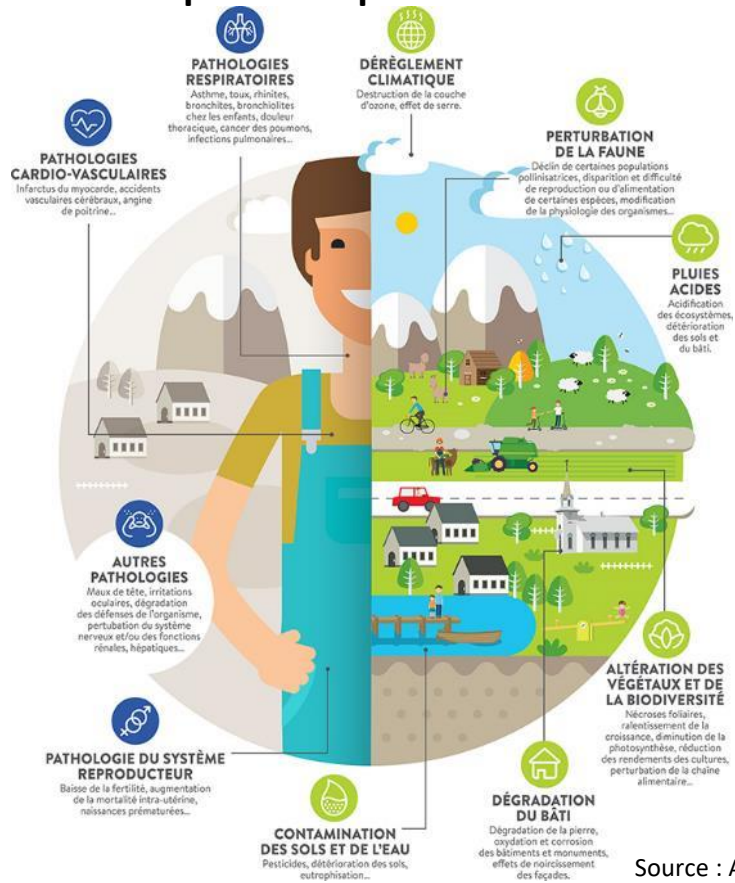 PATHOLOGIES
RESPIRATOIRES
Asthme, toux, rhinites,
bronchites, bronchiolites
chez les enfants, douleur
thoracique, cancer des poumons,
infections pulmonaires...
DÉRÈGLEMENT
CLIMATIQUE
Destruction de la couche
d'ozone, effet de serre.
PATHOLOGIES
CARDIO-VASCULAIRES
Infarctus du myocarde, accidents
vasculaires cérébraux, angine
de poitrine...
PERTURBATION
DE LA FAUNE
Déclin de certaines populations
pollinisatrices, disparition et difficulté
de reproduction ou d'alimentation
de certaines espèces, modification
de la physiologie des organismes...
PLUIES
ACIDES
Acidification
des écosystèmes,
détérioration
des sols et
du bâti.
AUTRES
PATHOLOGIES
Maux de tête, irritations
oculaires, dégradation
des défenses de l'organisme,
pertubation du système
nerveux et/ou des fonctions
rénales, hépatiques...
ALTÉRATION DES
VÉGÉTAUX ET DE
LA BIODIVERSITÉ
Nécroses foliaires,
ralentissement de la
croissance, diminution de la
photosynthèse, réduction
des rendements des cultures,
perturbation de la chaîne
alimentaire...
PATHOLOGIE DU SYSTÈME
REPRODUCTEUR
Baisse de la fertilité, augmentation
de la mortalité intra-utérine,
naissances prématurées...
CONTAMINATION
DES SOLS ET DE L'EAU
Pesticides, détérioration des sols,
eutrophisation...
DÉGRADATION
DU BÂTI
Dégradation de la pierre,
oxydation et corrosion
des bâtiments et monuments,
effets de noircissement
des façades.
Source : A